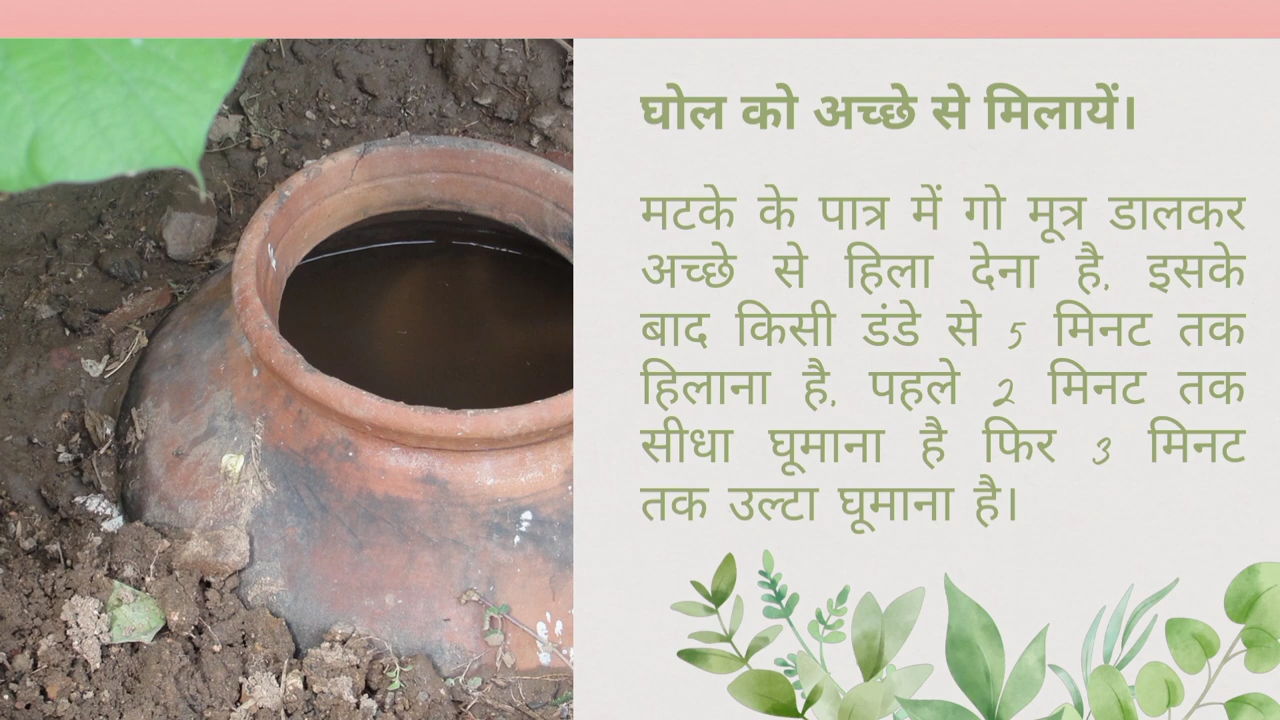 घोल को अच्छे से मिलायें।
मटके के पात्र में गो मूत्र डालकर
अच्छे से हिला देना है, इसके
बाद किसी डंडे से 5 मिनट तक
हिलाना है, पहले 2 मिनट तक
सीधा घूमाना है फिर 3 मिनट
तक उल्टा घूमाना है।